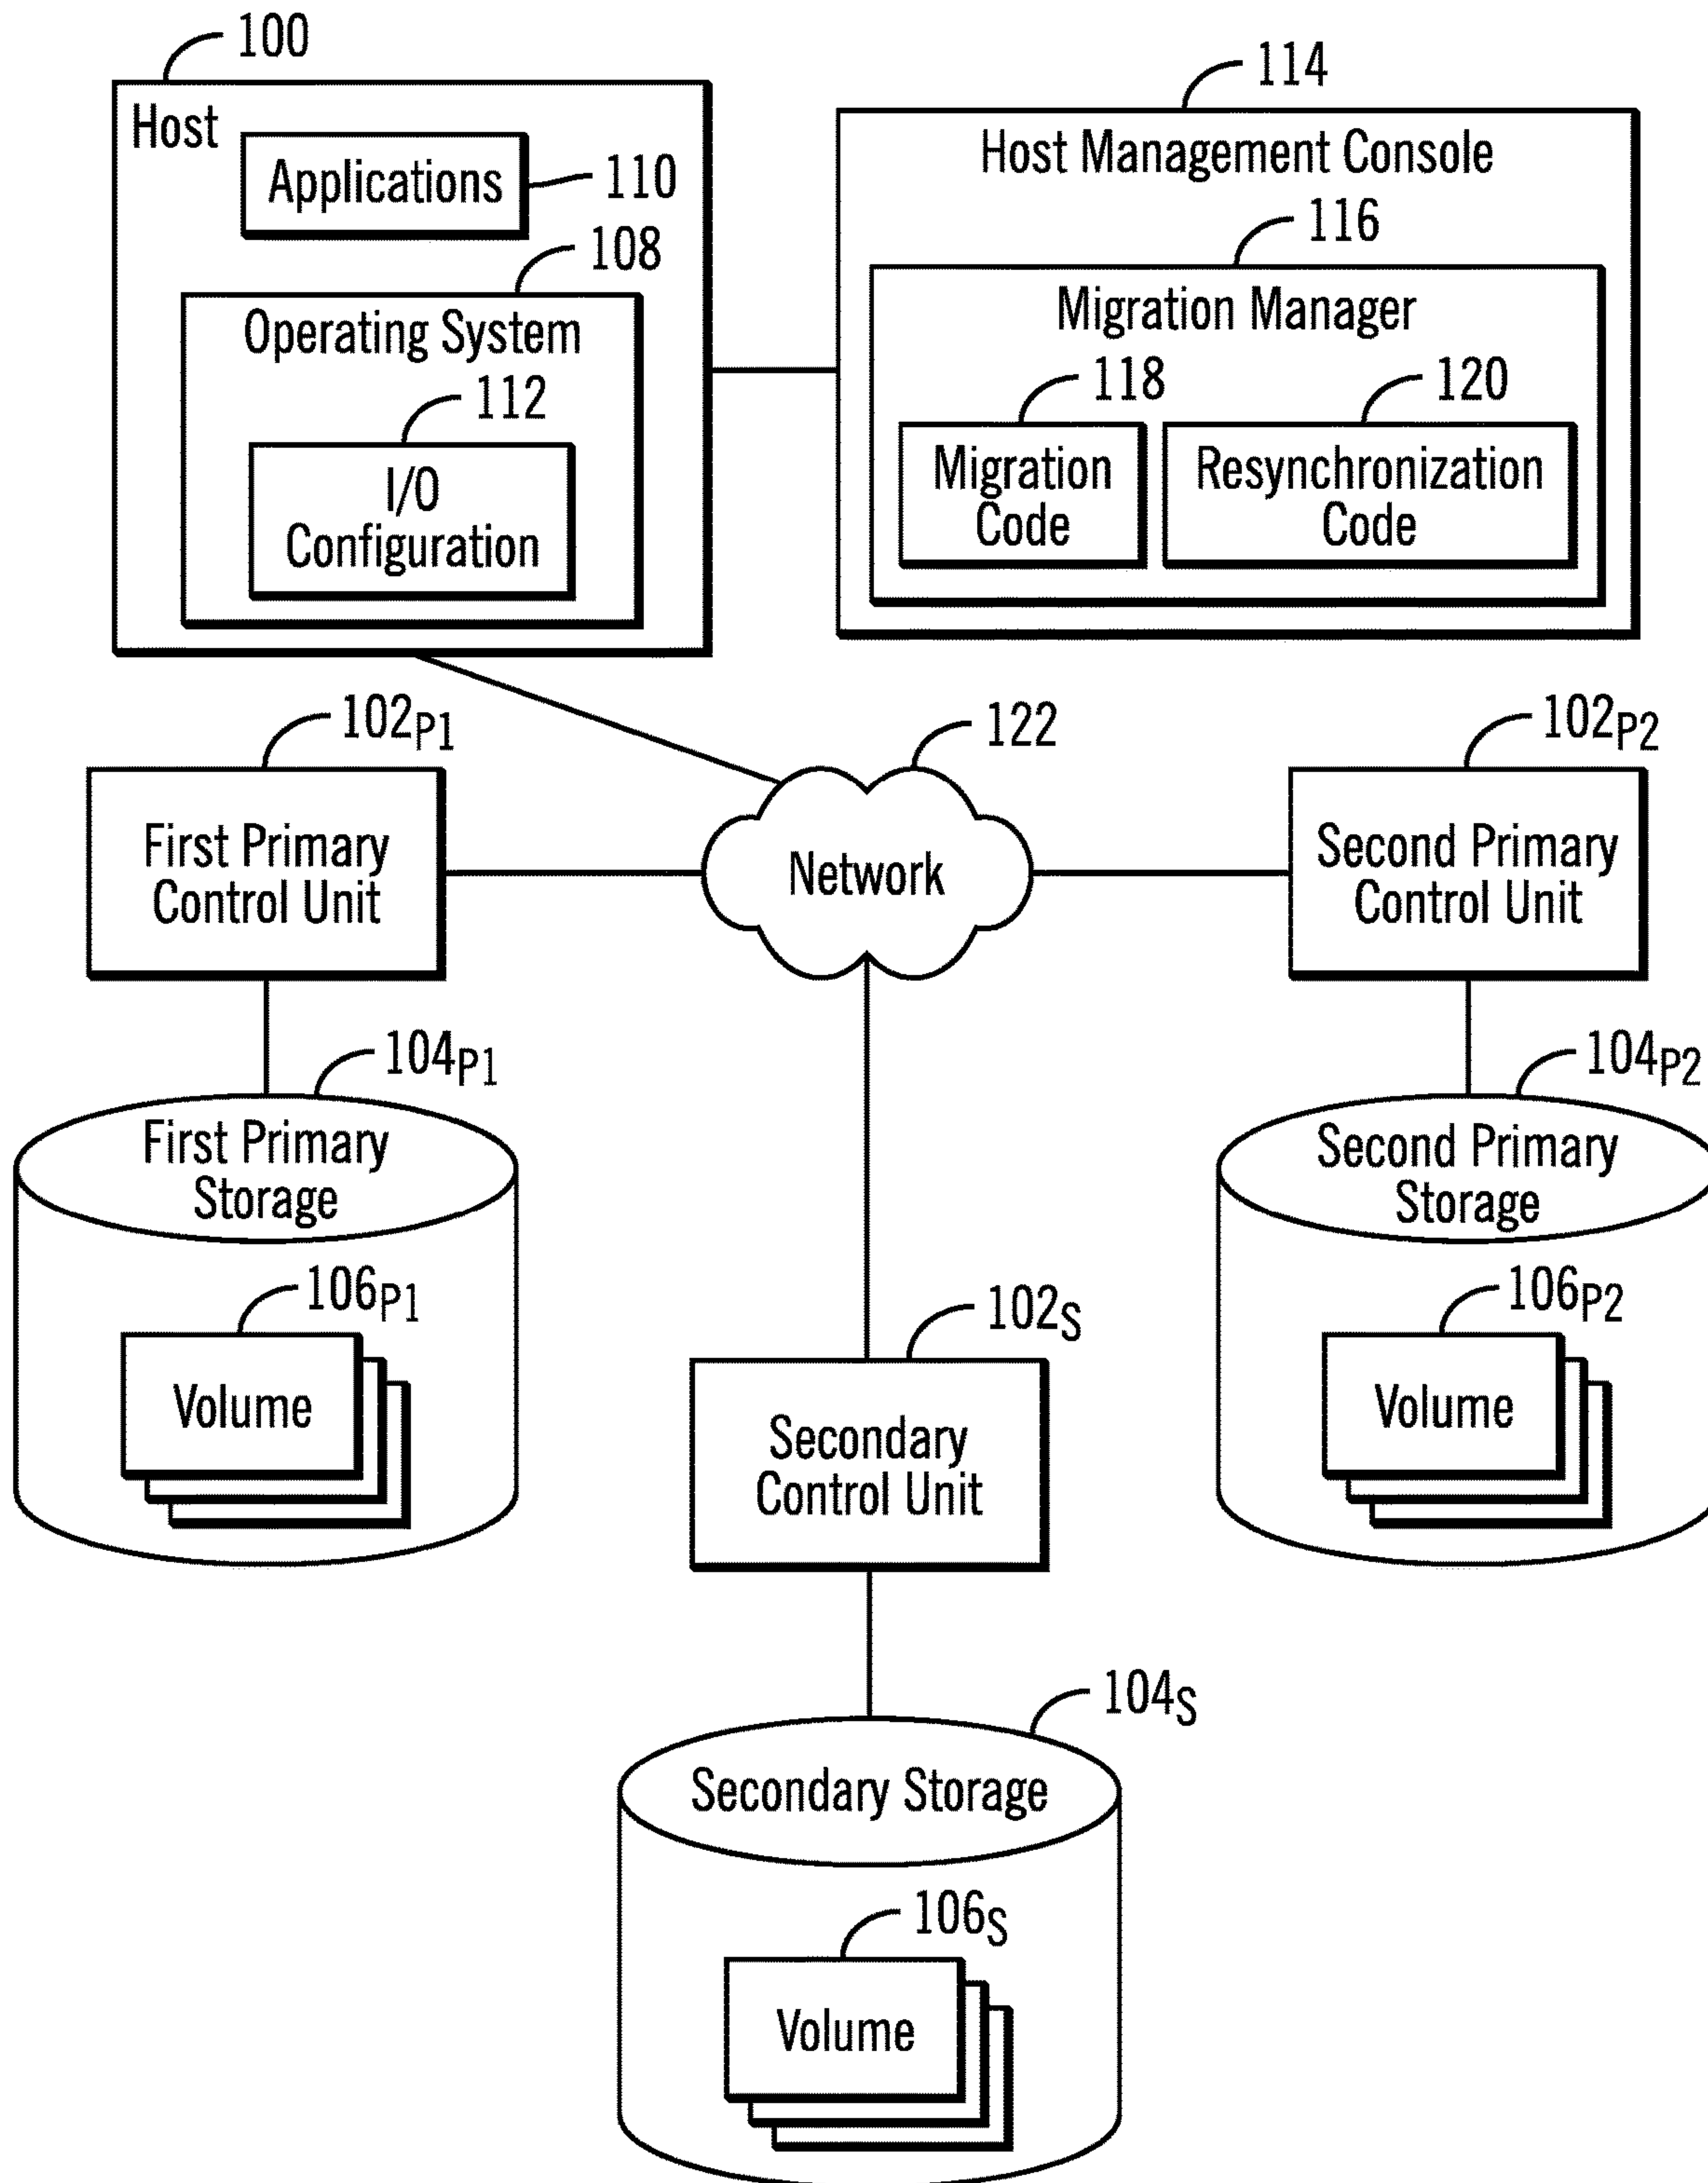 100
Host
Applications
110
108
Operating System
112
I/O
Configuration
114
Host Management Console
116
Migration Manager
118
Migration
Code
120
Resynchronization
Code
102P1
First Primary
Control Unit
122
Network
102P2
Second Primary
Control Unit
104P1
First Primary
Storage
106P1
Volume
104P2
Second Primary
Storage
106P2
Volume
102S
Secondary
Control Unit
104S
Secondary Storage
106S
Volume